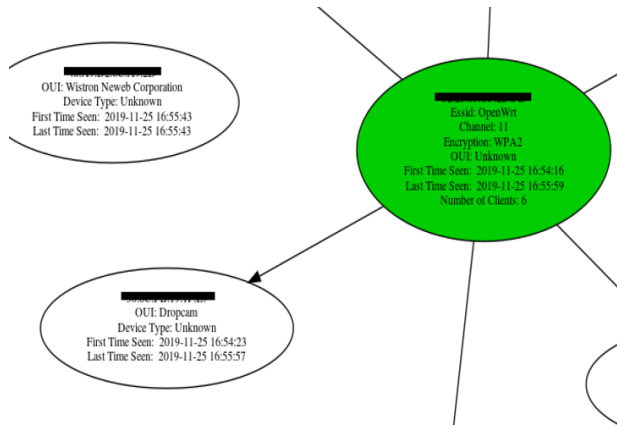 OUI: Wistron Neweb Corporation
Device Type: Unknown
First Time Seen: 2019-11-25 16:55:43
Last Time Seen: 2019-11-25 16:55:43
Essid: OpenWrt
Channel: 11
Encryption: WPA2
OUI: Unknown
First Time Seen: 2019-11-25 16:54:16
Last Time Seen: 2019-11-25 16:55:59
Number of Clients: 6
OUI: Dropcam
Device Type: Unknown
First Time Seen: 2019-11-25 16:54:23
Last Time Seen: 2019-11-25 16:55:57